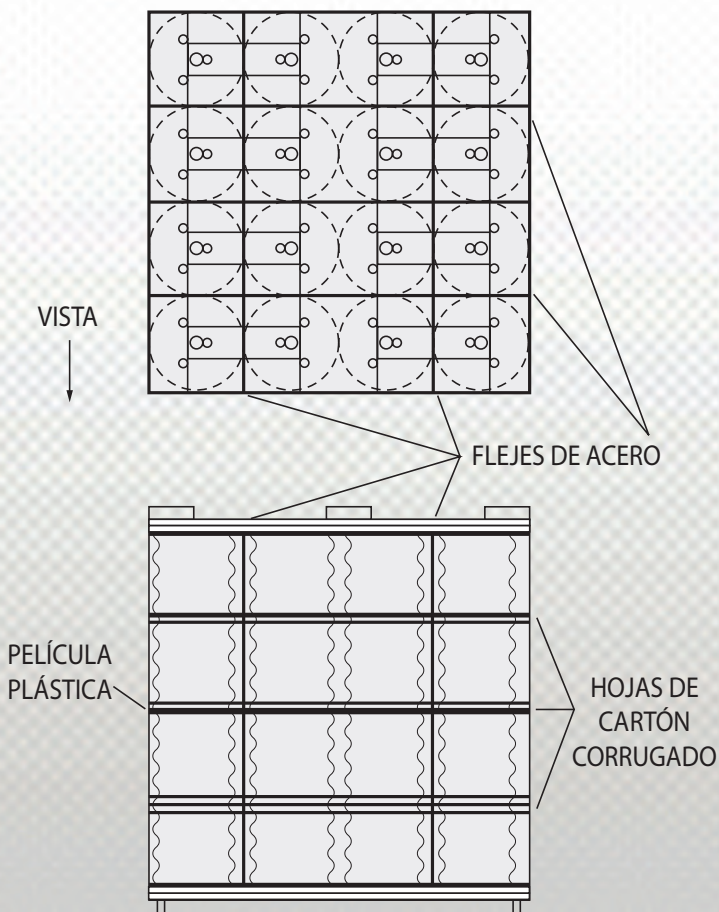 VISTA
FLEJES DE ACERO
PELÍCULA
PLÁSTICA
HOJAS DE
CARTÓN
CORRUGADO